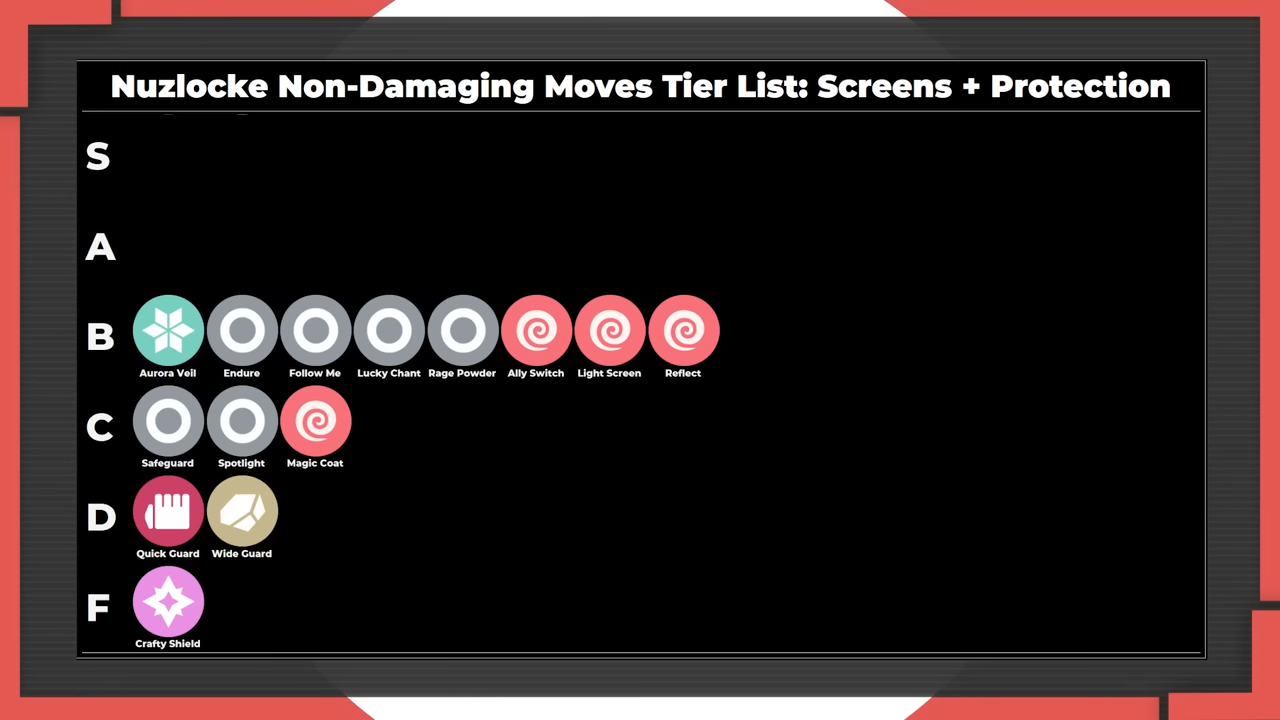 Nuzlocke Non-Damaging Moves Tier List: Screens + Protection
S
A
B
Aurora Veil Endure Follow Me Lucky Chant Rage Powder Ally Switch Light Screen Reflect
C
Safeguard Spotlight Magic Coat
D
Quick Guard Wide Guard
F
Crafty Shield